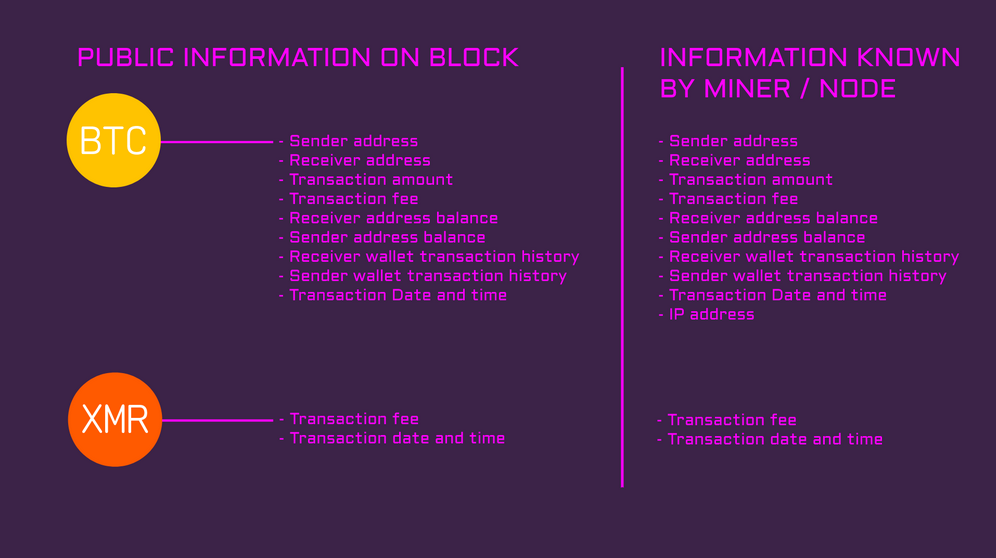 PUBLIC INFORMATION ON BLOCK
BTC
- Sender address
- Receiver address
- Transaction amount
- Transaction fee
- Receiver address balance
- Sender address balance
- Receiver wallet transaction history
- Sender wallet transaction history
- Transaction Date and time
XMR
- Transaction fee
- Transaction date and time
INFORMATION KNOWN
BY MINER / NODE
- Sender address
- Receiver address
- Transaction amount
- Transaction fee
- Receiver address balance
- Sender address balance
- Receiver wallet transaction history
- Sender wallet transaction history
- Transaction Date and time
- IP address
- Transaction fee
- Transaction date and time